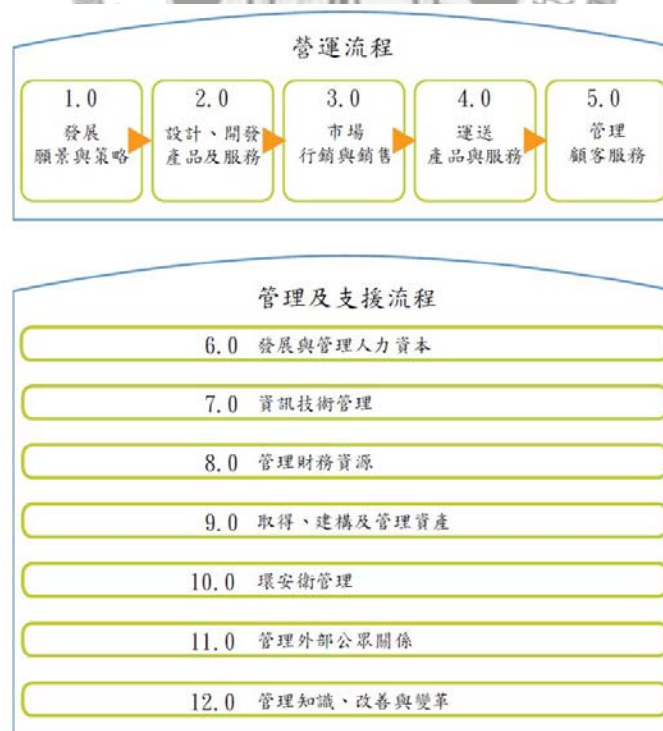 營運流程
1.0
發展
願景與策略
2.0
設計、開發
產品及服務
3.0
市場
行銷與銷售
4.0
運送
產品與服務
5.0
管理
顧客服務
管理及支援流程
6.0 發展與管理人力資本
7.0 資訊技術管理
8.0 管理財務資源
9.0 取得、建構及管理資產
10.0 環安衛管理
11.0 管理外部公眾關係
12.0 管理知識、改善與變革